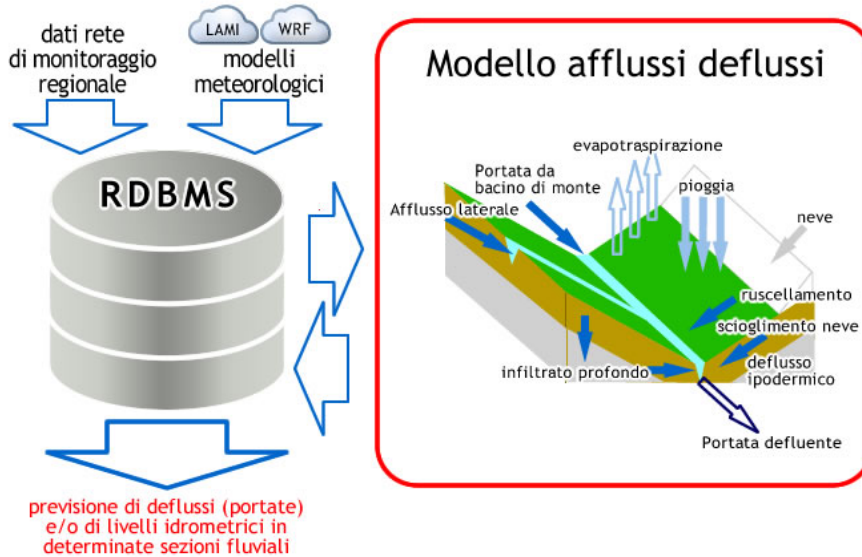 dati rete
di monitoraggio
regionale
LAMI
WRF
modelli
meteorologici
RDBMS
previsione di deflussi (portate)
e/o di livelli idrometrici in
determinate sezioni fluviali
Modello afflussi deflussi
evapotraspirazione
Portata da
bacino di monte
pioggia
Afflusso laterale
neve
ruscellamento
scioglimento neve
infiltrato profondo
deflusso
ipodermico
Portata defluente